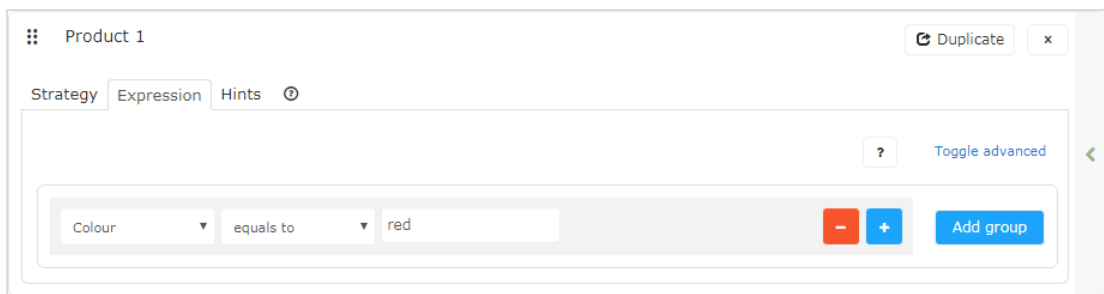 Product 1
Duplicate x
Strategy Expression Hints ?
? Toggle advanced
Colour equals to red - + Add group